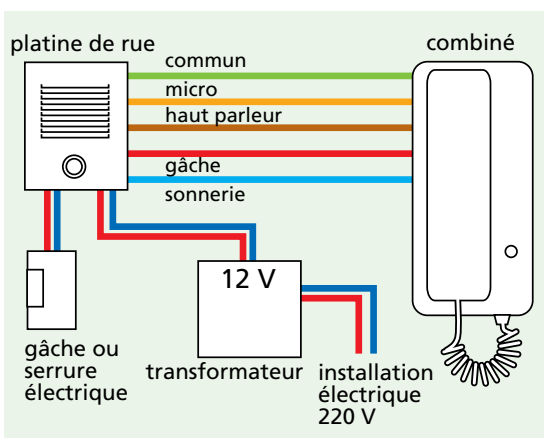 platine de rue
combiné
commun
micro
haut parleur
gâche
sonnerie
12 V
gâche ou
serrure
électrique
transformateur
installation
électrique
220 V